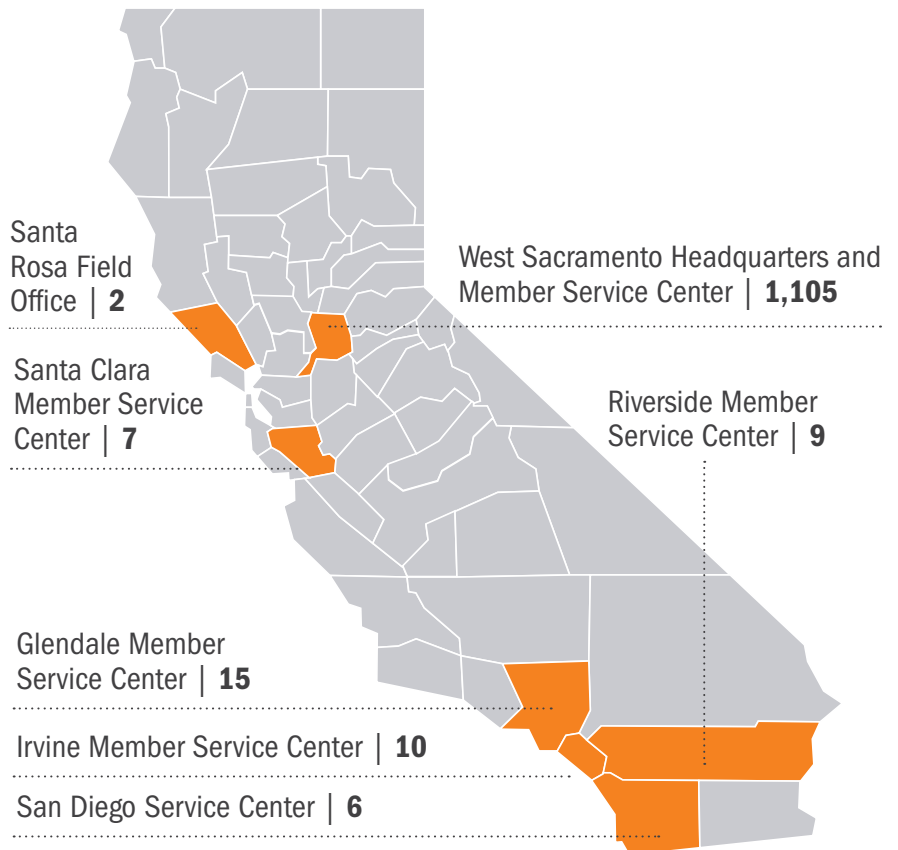 Santa
Rosa Field
Office | 2
West Sacramento Headquarters and
Member Service Center | 1,105
Santa Clara
Member Service
Center | 7
Riverside Member
Service Center | 9
Glendale Member
Service Center | 15
Irvine Member Service Center | 10
San Diego Service Center | 6